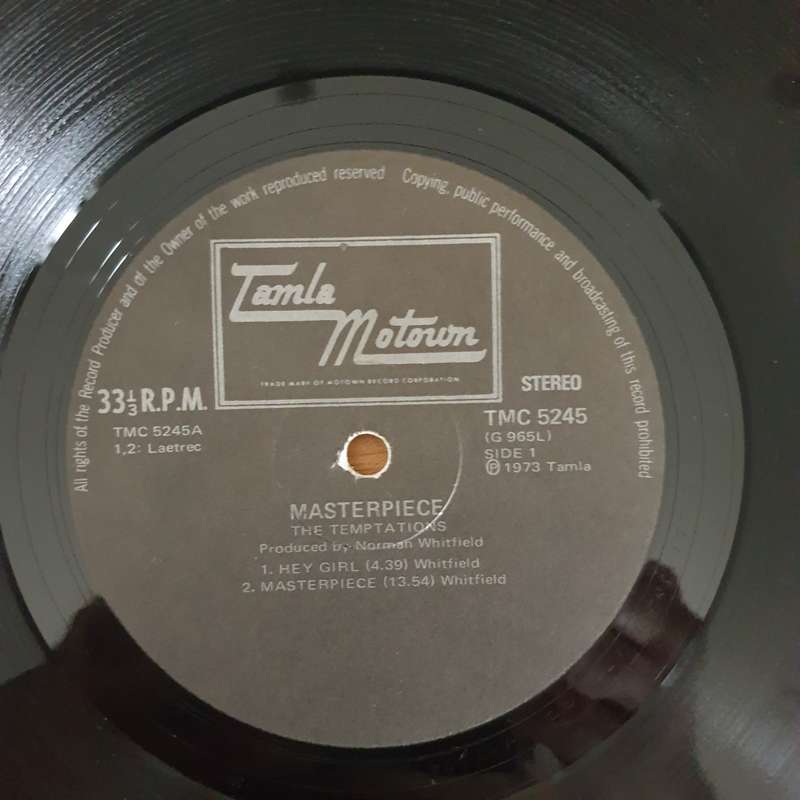 All rights of the Record Producer and of the Owner of the work reproduced reserved Copying, public performance and broadcasting of this record prohibited
Tamla
Motown
TRADE MARK OF MOTOWN RECORD CORPORATION
33⅓ R.P.M.
STEREO
TMC 5245A
TMC 5245
1,2: Laetrec
(G 965L)
SIDE 1
℗ 1973 Tamla
MASTERPIECE
THE TEMPTATIONS
Produced by Norman Whitfield
1. HEY GIRL (4.39) Whitfield
2. MASTERPIECE (13.54) Whitfield